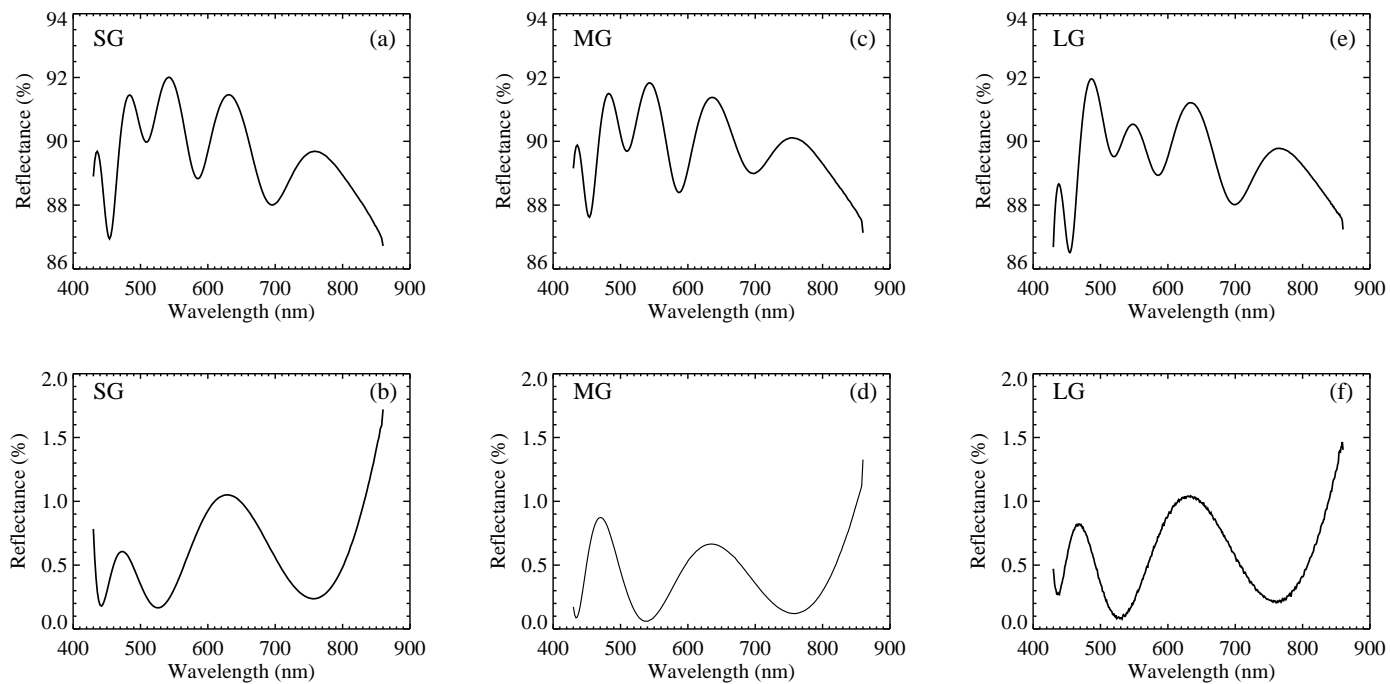 SG (a)
Reflectance (%)
94
92
90
88
86
400 500 600 700 800 900
Wavelength (nm)
MG (c)
Reflectance (%)
94
92
90
88
86
400 500 600 700 800 900
Wavelength (nm)
LG (e)
Reflectance (%)
94
92
90
88
86
400 500 600 700 800 900
Wavelength (nm)
SG (b)
Reflectance (%)
2.0
1.5
1.0
0.5
0.0
400 500 600 700 800 900
Wavelength (nm)
MG (d)
Reflectance (%)
2.0
1.5
1.0
0.5
0.0
400 500 600 700 800 900
Wavelength (nm)
LG (f)
Reflectance (%)
2.0
1.5
1.0
0.5
0.0
400 500 600 700 800 900
Wavelength (nm)